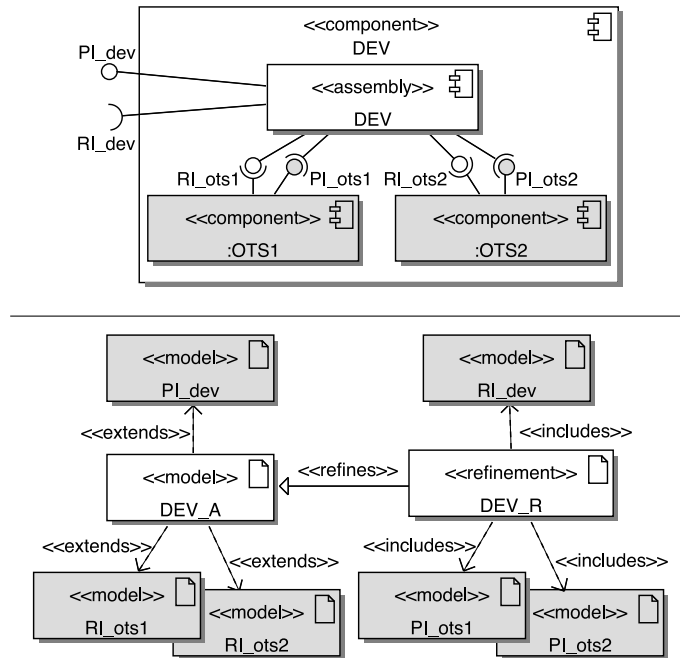 <<component>>
DEV
PI_dev
<<assembly>>
DEV
RI_dev
RI_ots1
PI_ots1
RI_ots2
PI_ots2
<<component>>
:OTS1
<<component>>
:OTS2
<<model>>
PI_dev
<<model>>
RI_dev
<<extends>>
<<includes>>
<<model>>
DEV_A
<<refines>>
<<refinement>>
DEV_R
<<extends>>
<<extends>>
<<includes>>
<<includes>>
<<model>>
RI_ots1
<<model>>
RI_ots2
<<model>>
PI_ots1
<<model>>
PI_ots2